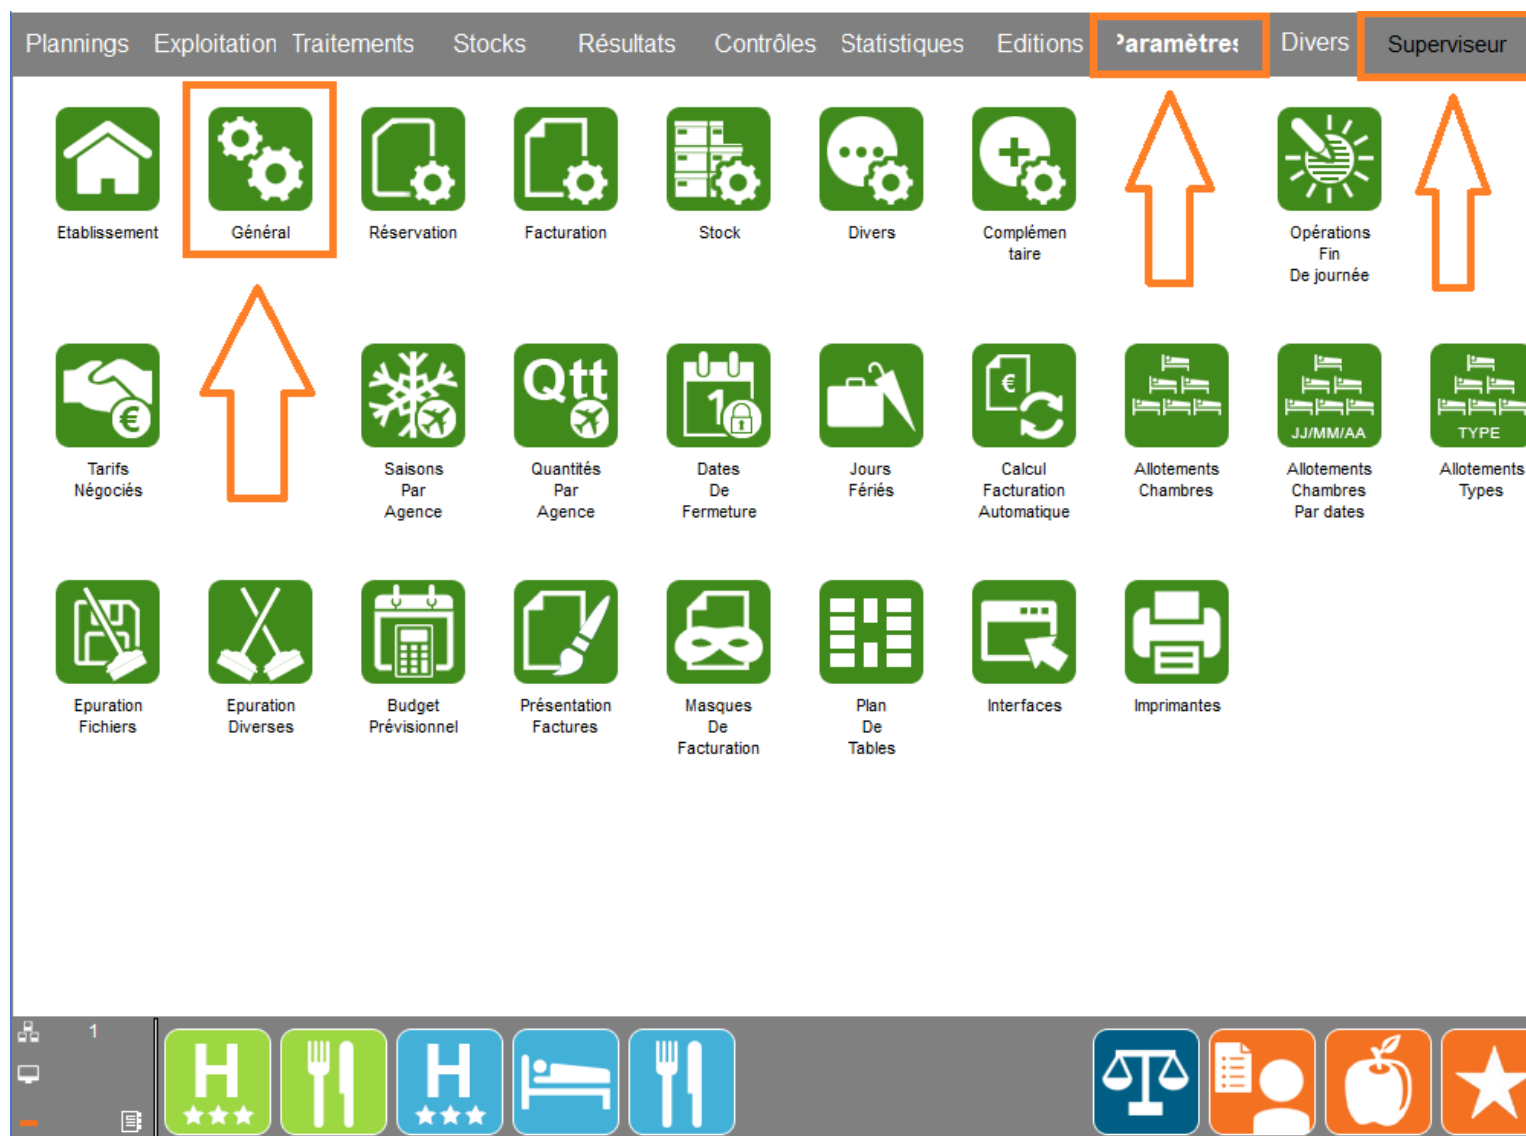 Plannings Exploitation Traitements Stocks Résultats Contrôles Statistiques Editions Paramètres Divers Superviseur
Etablissement Général Réservation Facturation Stock Divers Complémen Opérations
taire Fin
De journée
Qtt € JJ/MM/AA TYPE
1
€
Tarifs Saisons Quantités Dates Jours Calcul Allotements Allotements Allotements
Négociés Par Par De Fériés Facturation Chambres Chambres Types
Agence Agence Fermeture Automatique Par dates
Epuration Epuration Budget Présentation Masques Plan Interfaces Imprimantes
Fichiers Diverses Prévisionnel Factures De De
Facturation Tables
1
H H